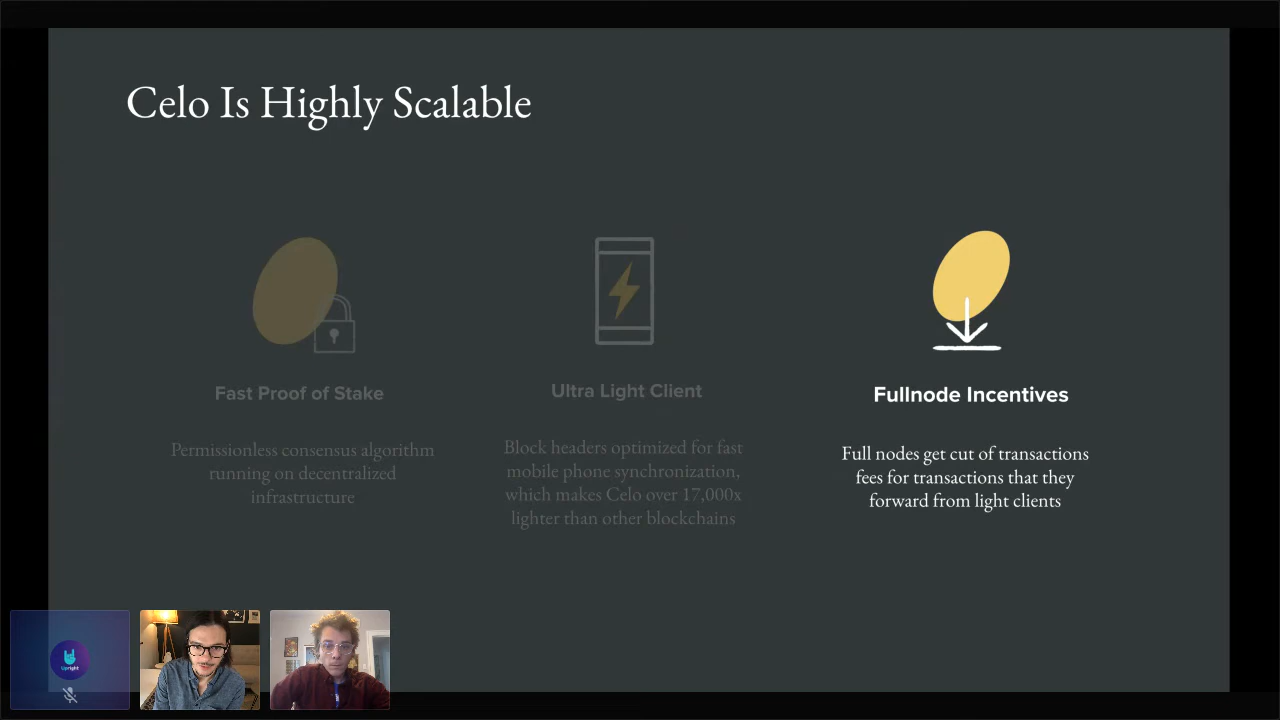 Celo Is Highly Scalable
Fast Proof of Stake
Permissionless consensus algorithm
running on decentralized
infrastructure
Ultra Light Client
Block headers optimized for fast
mobile phone synchronization,
which makes Celo over 17,000x
lighter than other blockchains
Fullnode Incentives
Full nodes get cut of transactions
fees for transactions that they
forward from light clients
Upright